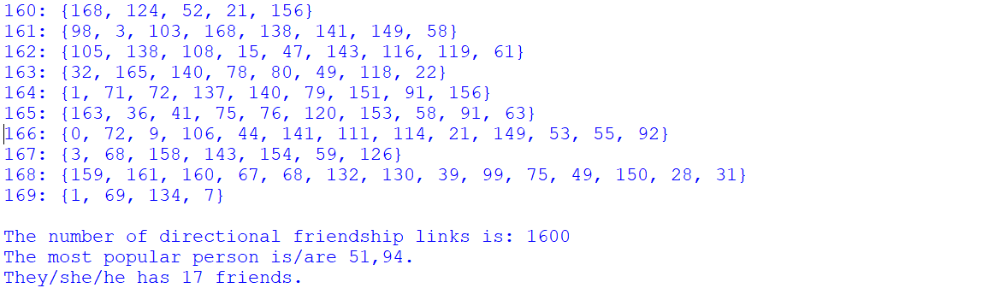 160: {168, 124, 52, 21, 156}
161: {98, 3, 103, 168, 138, 141, 149, 58}
162: {105, 138, 108, 15, 47, 143, 116, 119, 61}
163: {32, 165, 140, 78, 80, 49, 118, 22}
164: {1, 71, 72, 137, 140, 79, 151, 91, 156}
165: {163, 36, 41, 75, 76, 120, 153, 58, 91, 63}
166: {0, 72, 9, 106, 44, 141, 111, 114, 21, 149, 53, 55, 92}
167: {3, 68, 158, 143, 154, 59, 126}
168: {159, 161, 160, 67, 68, 132, 130, 39, 99, 75, 49, 150, 28, 31}
169: {1, 69, 134, 7}
The number of directional friendship links is: 1600
The most popular person is/are 51,94.
They/she/he has 17 friends.